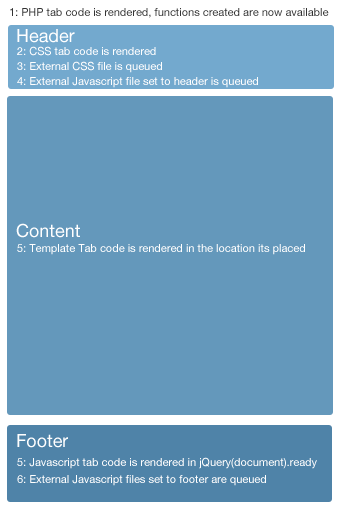 1: PHP tab code is rendered, functions created are now available
Header
2: CSS tab code is rendered
3: External CSS file is queued
4: External Javascript file set to header is queued
Content
5: Template Tab code is rendered in the location its placed
Footer
5: Javascript tab code is rendered in jQuery(document).ready
6: External Javascript files set to footer are queued